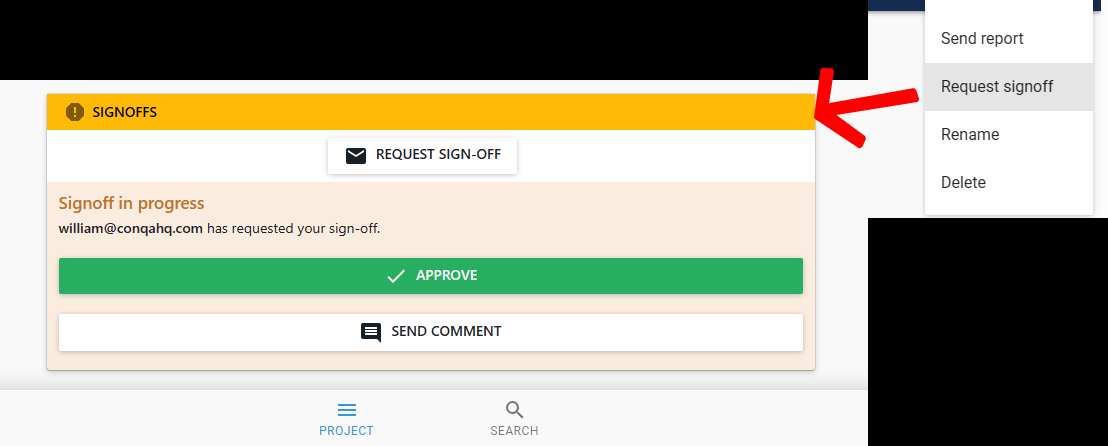 SIGNOFFS
REQUEST SIGN-OFF
Signoff in progress
william@conqahq.com has requested your sign-off.
APPROVE
SEND COMMENT
PROJECT
SEARCH
Send report
Request signoff
Rename
Delete